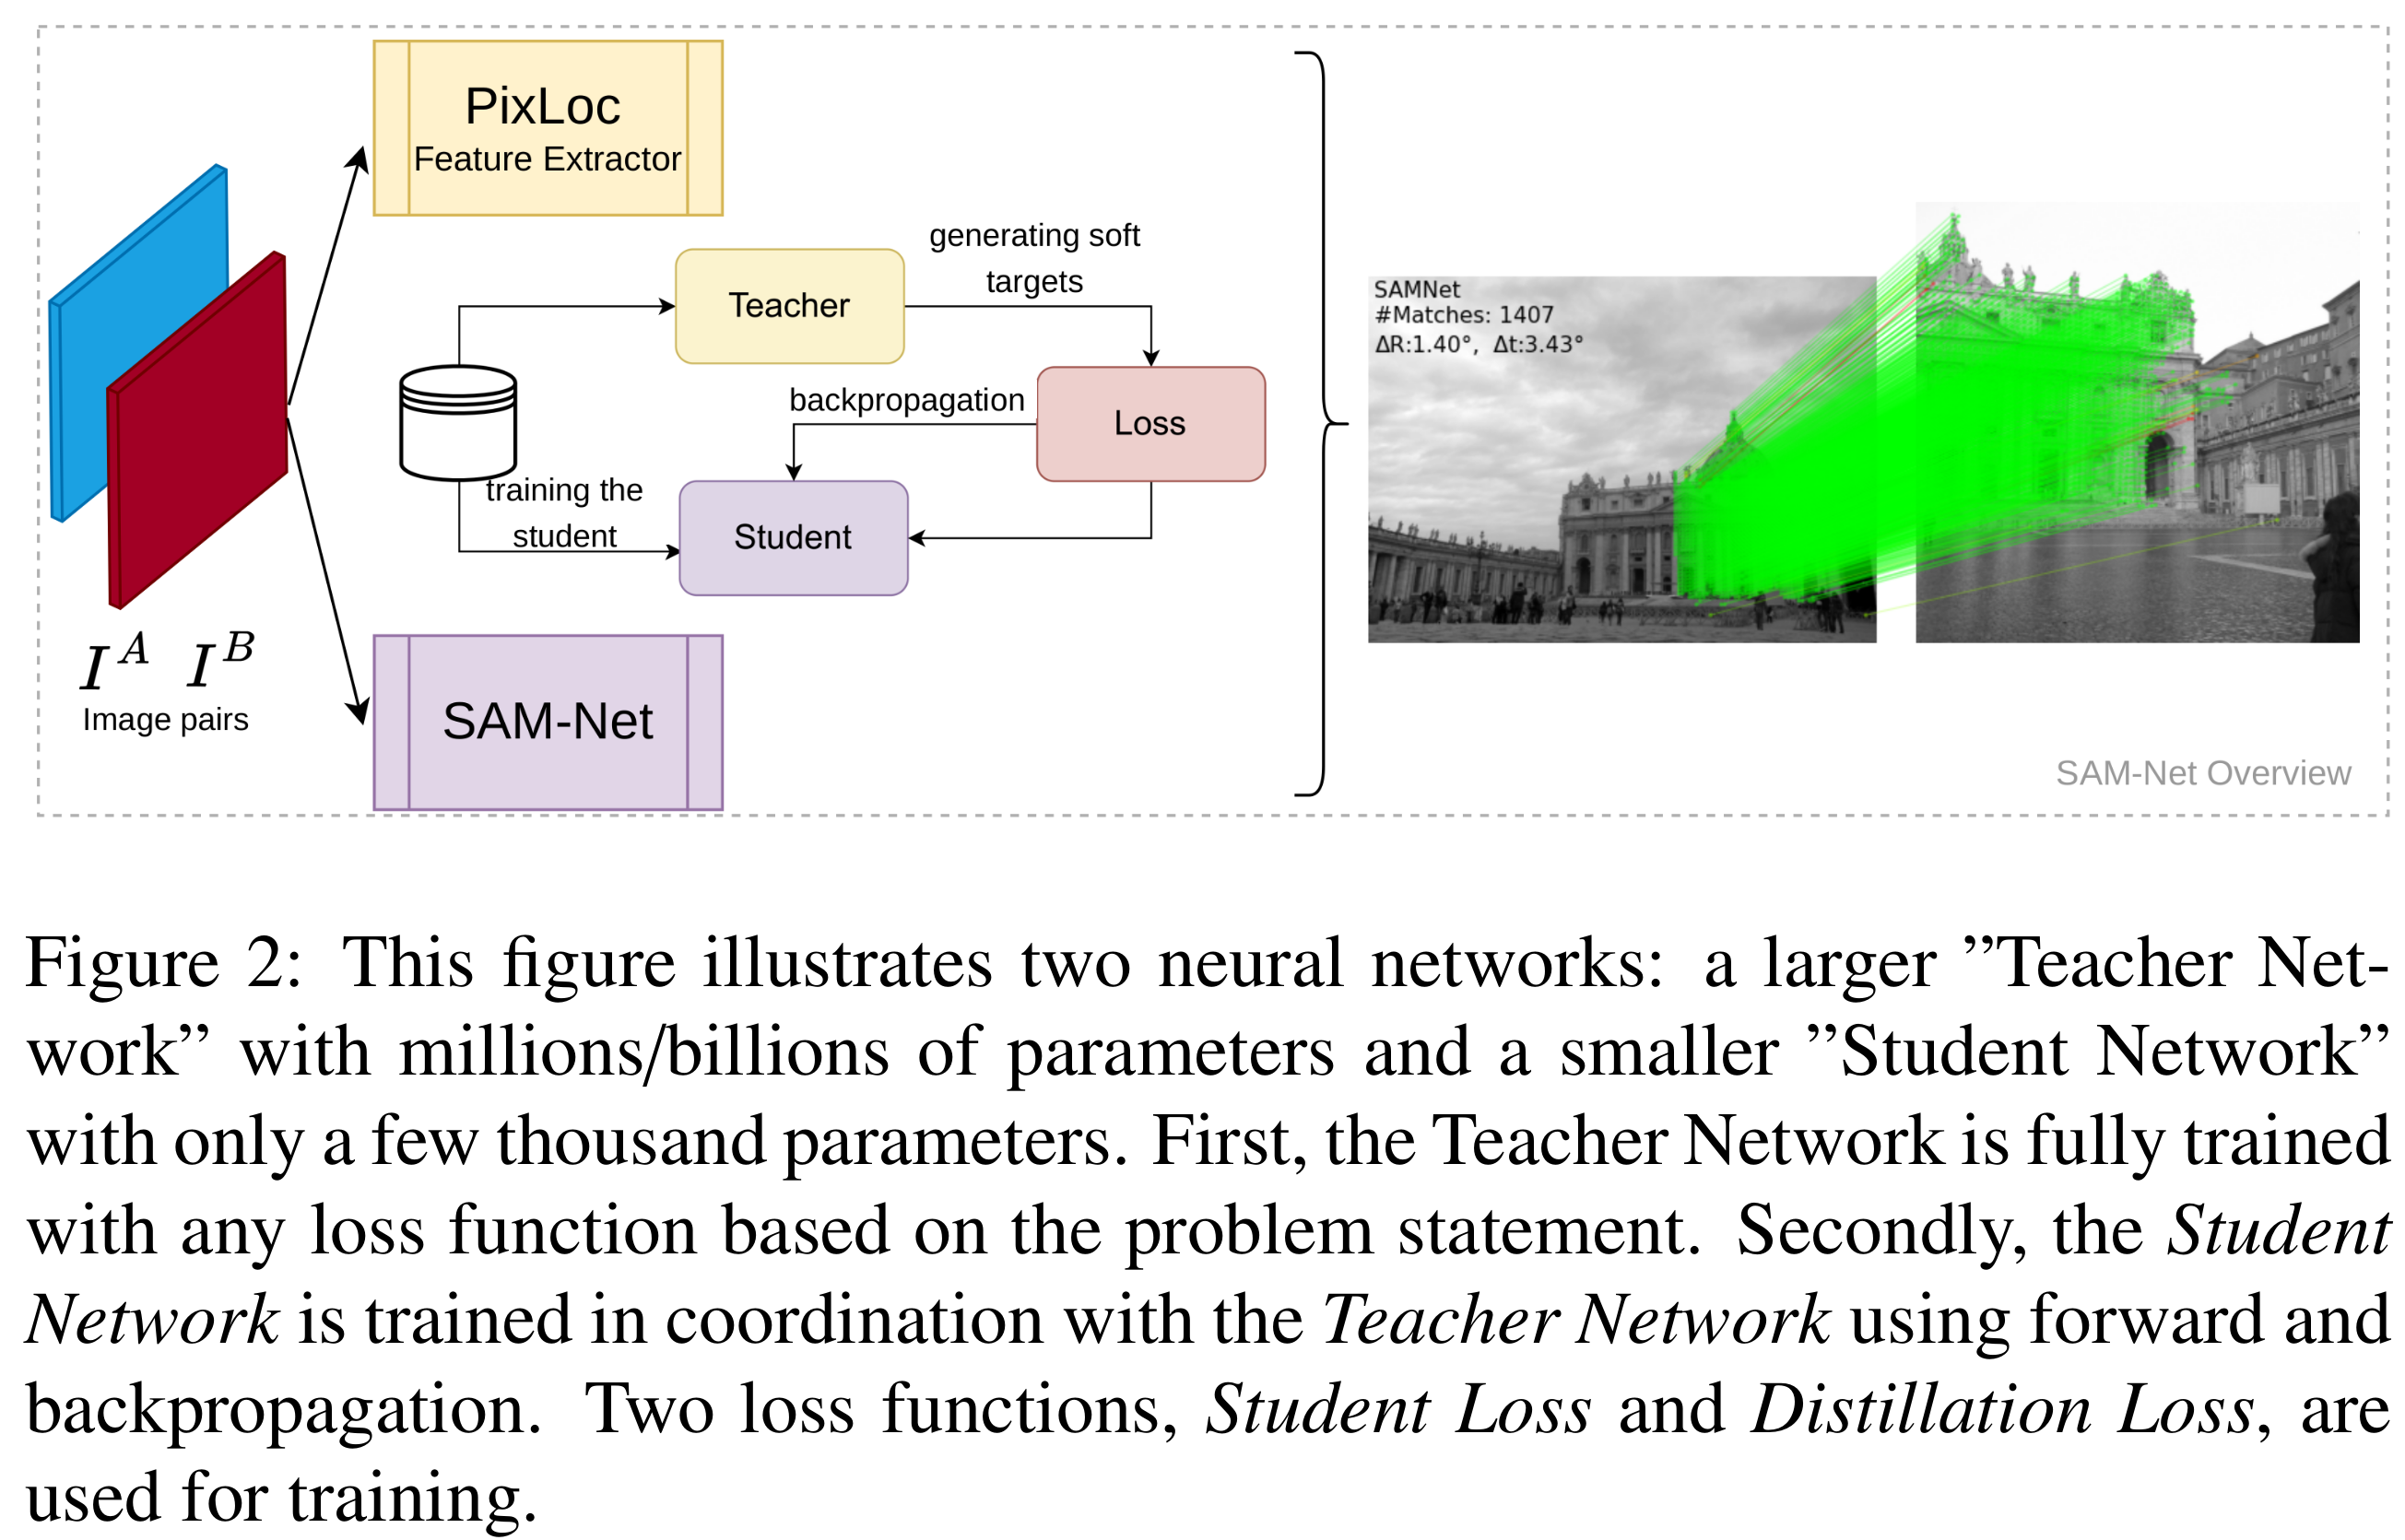 PixLoc
Feature Extractor
generating soft
targets
Teacher
SAMNet
#Matches: 1407
ΔR:1.40°, Δt:3.43°
backpropagation
Loss
training the
student
Student
I^A I^B
Image pairs
SAM-Net
SAM-Net Overview
Figure 2: This figure illustrates two neural networks: a larger ”Teacher Net-
work” with millions/billions of parameters and a smaller ”Student Network”
with only a few thousand parameters. First, the Teacher Network is fully trained
with any loss function based on the problem statement. Secondly, the Student
Network is trained in coordination with the Teacher Network using forward and
backpropagation. Two loss functions, Student Loss and Distillation Loss, are
used for training.